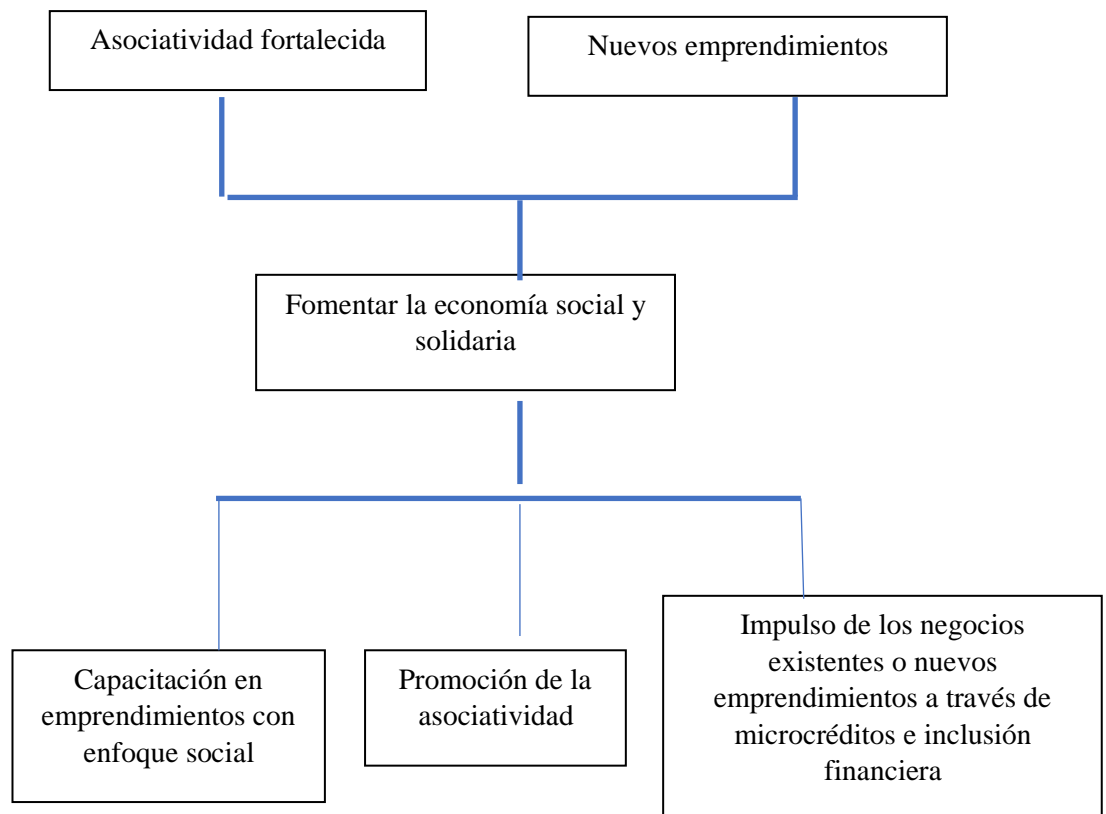 Asociatividad fortalecida
Nuevos emprendimientos
Fomentar la economía social y
solidaria
Capacitación en
emprendimientos con
enfoque social
Promoción de la
asociatividad
Impulso de los negocios
existentes o nuevos
emprendimientos a través de
microcréditos e inclusión
financiera